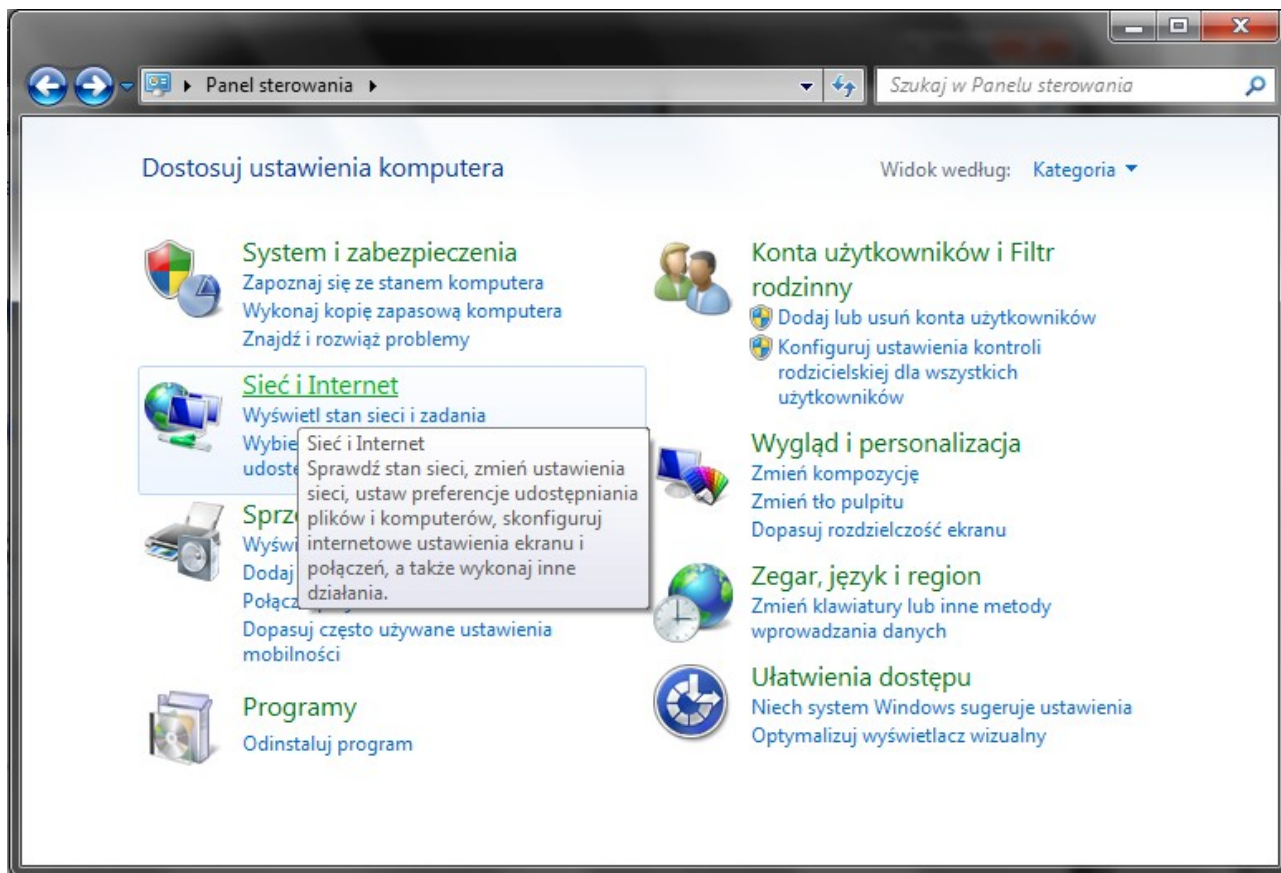 Panel sterowania
Szukaj w Panelu sterowania
Dostosuj ustawienia komputera
Widok według: Kategoria
System i zabezpieczenia
Zapoznaj się ze stanem komputera
Wykonaj kopię zapasową komputera
Znajdź i rozwiąż problemy
Sieć i Internet
Wyświetl stan sieci i zadania
Sieć i Internet
Sprawdź stan sieci, zmień ustawienia
sieci, ustaw preferencje udostępniania
plików i komputerów, skonfiguruj
internetowe ustawienia ekranu i
połączeń, a także wykonaj inne
działania.
Dodaj
Dopasuj często używane ustawienia
mobilności
Programy
Odinstaluj program
Konta użytkowników i Filtr
rodzinny
Dodaj lub usuń konta użytkowników
Konfiguruj ustawienia kontroli
rodzicielskiej dla wszystkich
użytkowników
Wygląd i personalizacja
Zmień kompozycję
Zmień tło pulpitu
Dopasuj rozdzielczość ekranu
Zegar, język i region
Zmień klawiatury lub inne metody
wprowadzania danych
Ułatwienia dostępu
Niech system Windows sugeruje ustawienia
Optymalizuj wyświetlacz wizualny